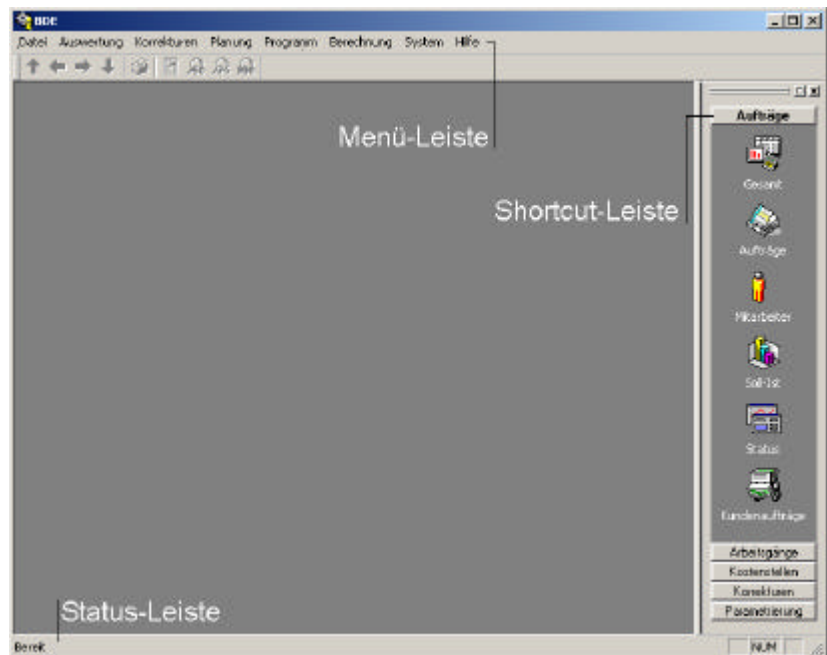 BDE
Datei Auswertung Korrekturen Planung Programm Berechnung System Hilfe
Aufträge
Menü-Leiste
Gesamt
Shortcut-Leiste
Aufträge
Mitarbeiter
Soll-Ist
Status
Kundenaufträge
Arbeitsgänge
Kostenstellen
Korrekturen
Parametrierung
Status-Leiste
Bereit
NUM